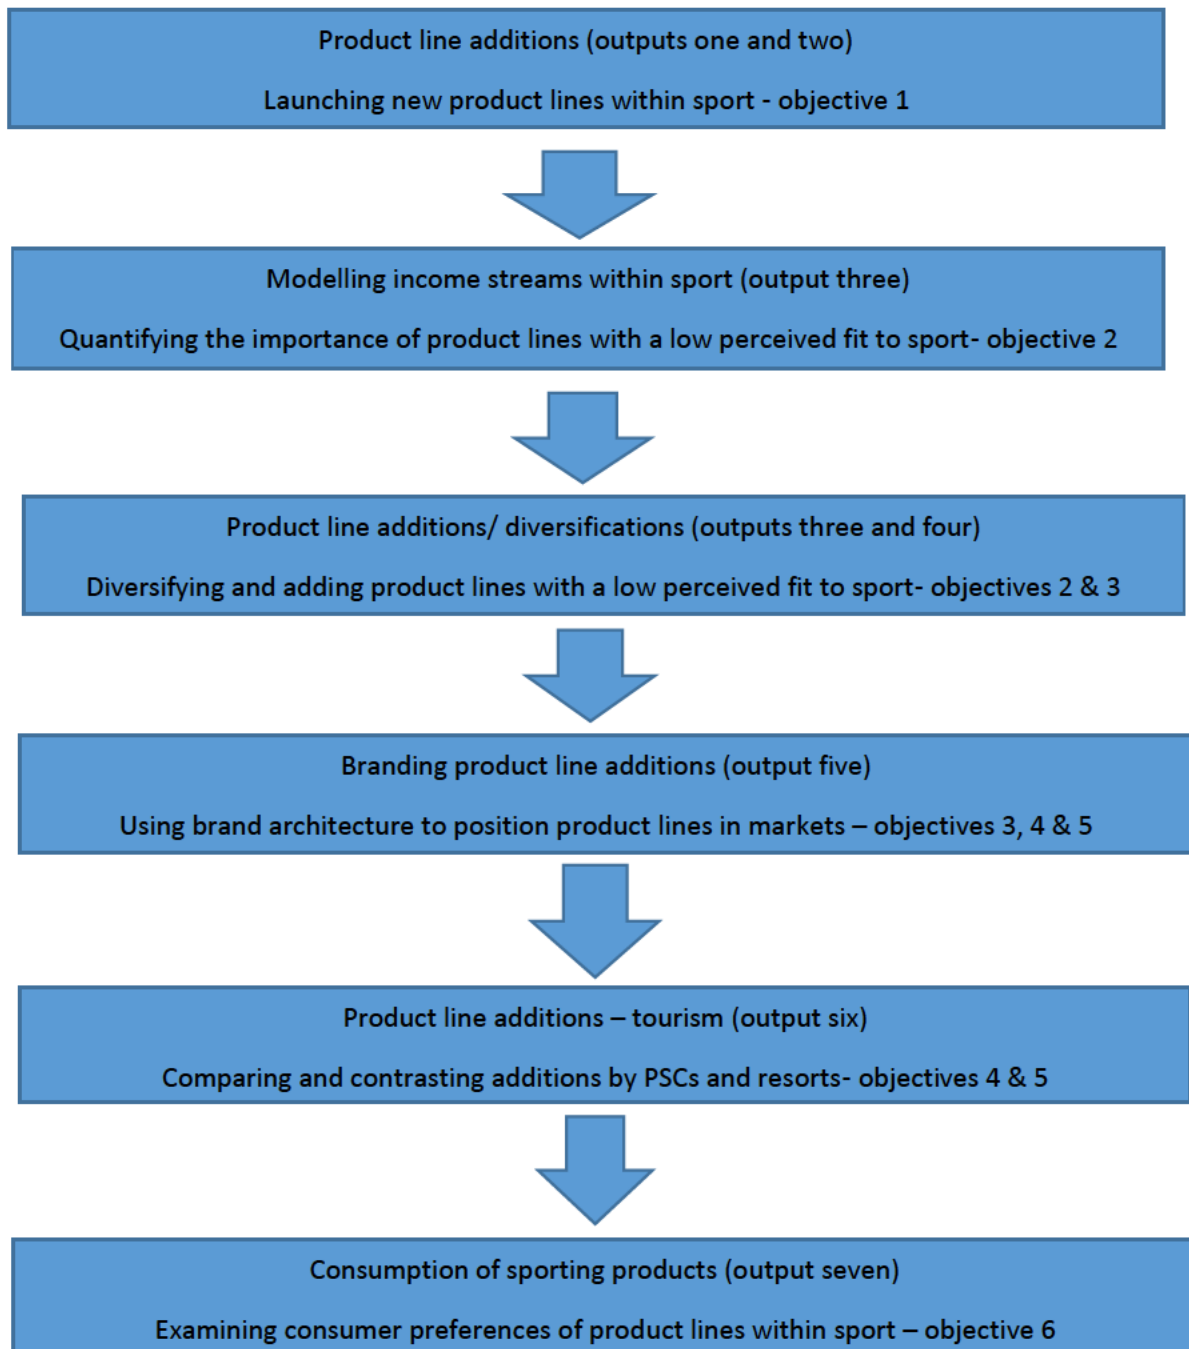 Product line additions (outputs one and two)
Launching new product lines within sport - objective 1
Modelling income streams within sport (output three)
Quantifying the importance of product lines with a low perceived fit to sport- objective 2
Product line additions/ diversifications (outputs three and four)
Diversifying and adding product lines with a low perceived fit to sport- objectives 2 & 3
Branding product line additions (output five)
Using brand architecture to position product lines in markets – objectives 3, 4 & 5
Product line additions – tourism (output six)
Comparing and contrasting additions by PSCs and resorts- objectives 4 & 5
Consumption of sporting products (output seven)
Examining consumer preferences of product lines within sport – objective 6